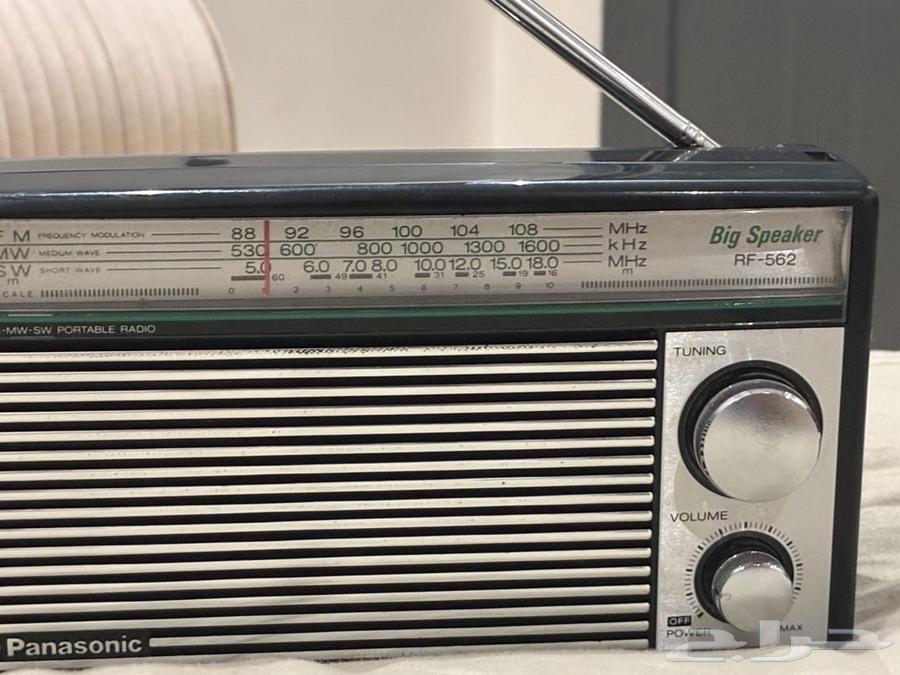 F M FREQUENCY MODULATION 88 92 96 100 104 108 MHz
MW MEDIUM WAVE 530 600 800 1000 1300 1600 kHz
SW SHORT WAVE 5.0 6.0 7.0 8.0 10.0 12.0 15.0 18.0 MHz
m 60 49 41 31 25 19 16 m
SCALE 0 1 2 3 4 5 6 7 8 9 10
Big Speaker
RF-562
-MW-SW PORTABLE RADIO
TUNING
VOLUME
OFF
POWER
MAX
Panasonic
حراج